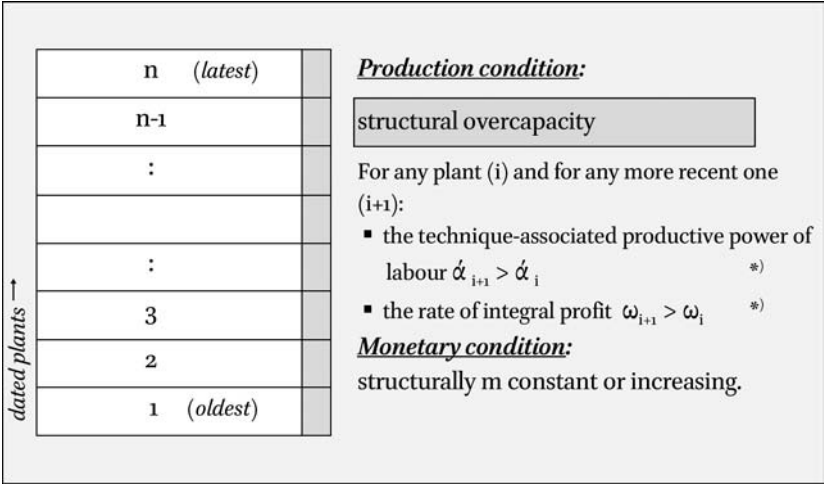 n (latest)
n-1
:
:
3
2
1 (oldest)
dated plants →
Production condition:
structural overcapacity
For any plant (i) and for any more recent one
(i+1):
▪ the technique-associated productive power of
labour ά i+1 > ά i *)
▪ the rate of integral profit ω i+1 > ω i *)
Monetary condition:
structurally m constant or increasing.